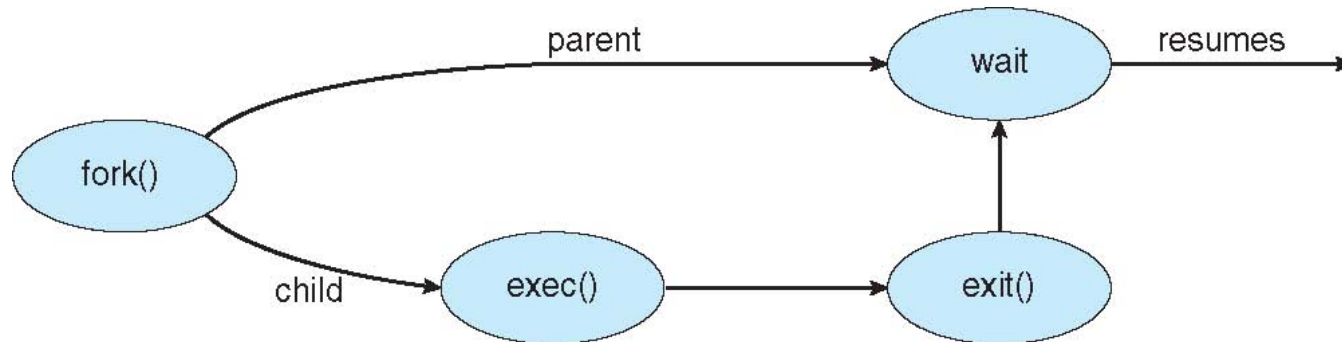 parent
resumes
wait
fork()
child
exec()
exit()